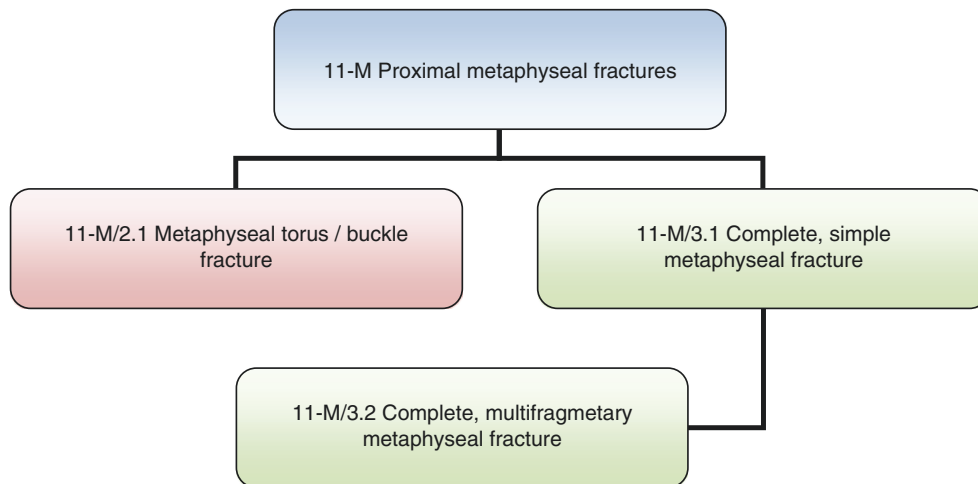 11-M Proximal metaphyseal fractures
11-M/2.1 Metaphyseal torus / buckle
fracture
11-M/3.1 Complete, simple
metaphyseal fracture
11-M/3.2 Complete, multifragmetary
metaphyseal fracture